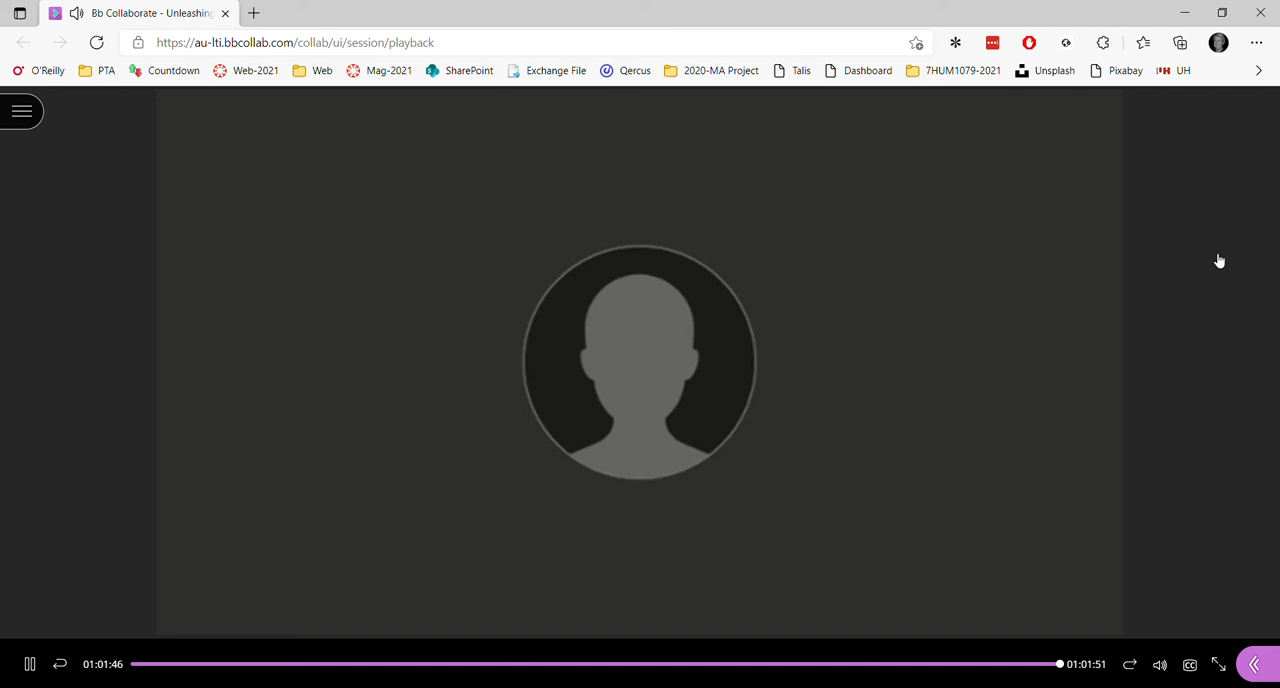 Bb Collaborate - Unleashing
https://au-lti.bbcollab.com/collab/ui/session/playback
O'Reilly PTA Countdown Web-2021 Web Mag-2021 SharePoint Exchange File Qercus 2020-MA Project Talis Dashboard 7HUM1079-2021 Unsplash Pixabay UH UH
01:01:46 01:01:51 CC